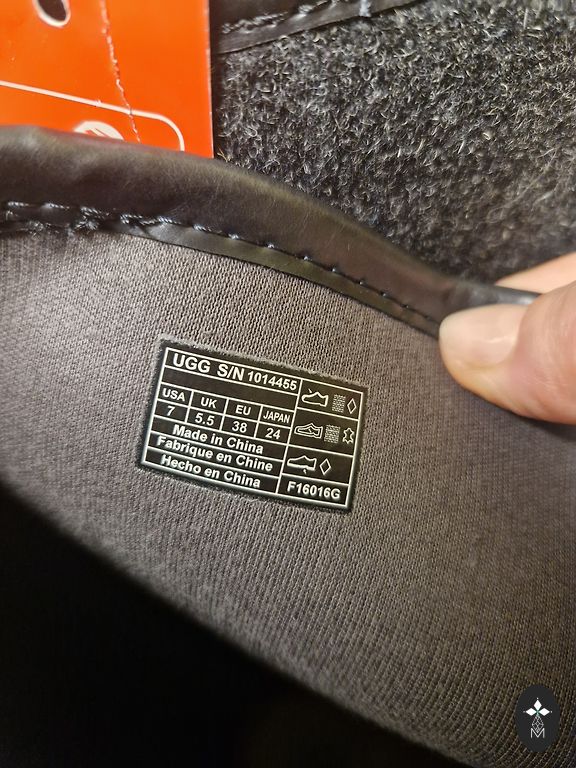 UGG S/N 1014455
USA UK EU JAPAN
7 5.5 38 24
Made in China
Fabrique en Chine
Hecho en China
F16016G
M